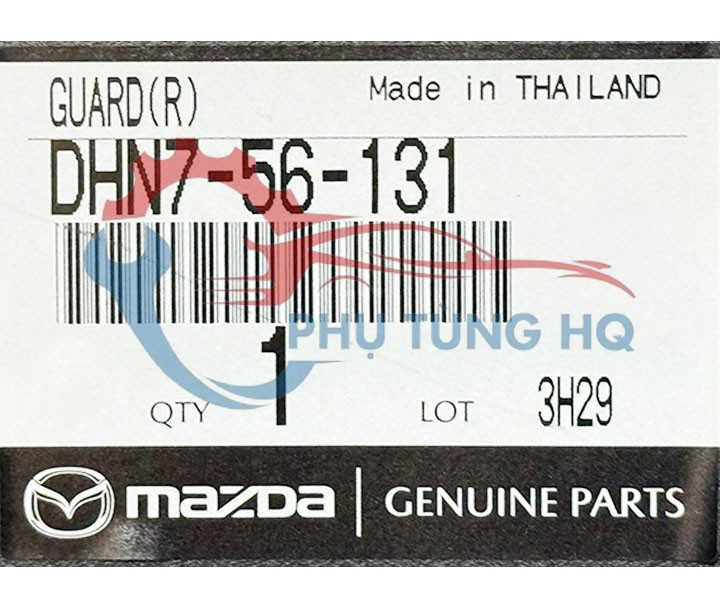 GUARD(R) Made in THAILAND
DHN7-56-131
PHỤ TÙNG HQ
QTY 1 LOT 3H29
mazda GENUINE PARTS